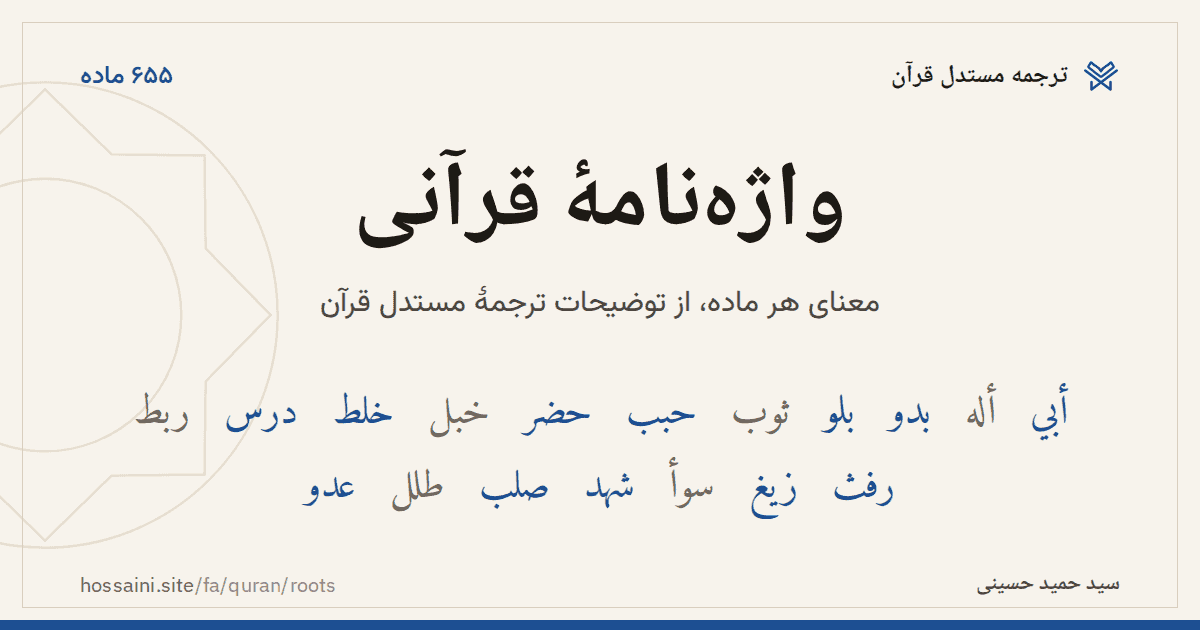 ترجمه مستدل قرآن
۶۵۵ ماده
واژه‌نامهٔ قرآنی
معنای هر ماده، از توضیحات ترجمهٔ مستدل قرآن
أبي أله بدو بلو ثوب حبب حضر خبل خلط درس ربط
رفث زيغ سوأ شهد صلب طلل عدو
سید حمید حسینی
hossaini.site/fa/quran/roots